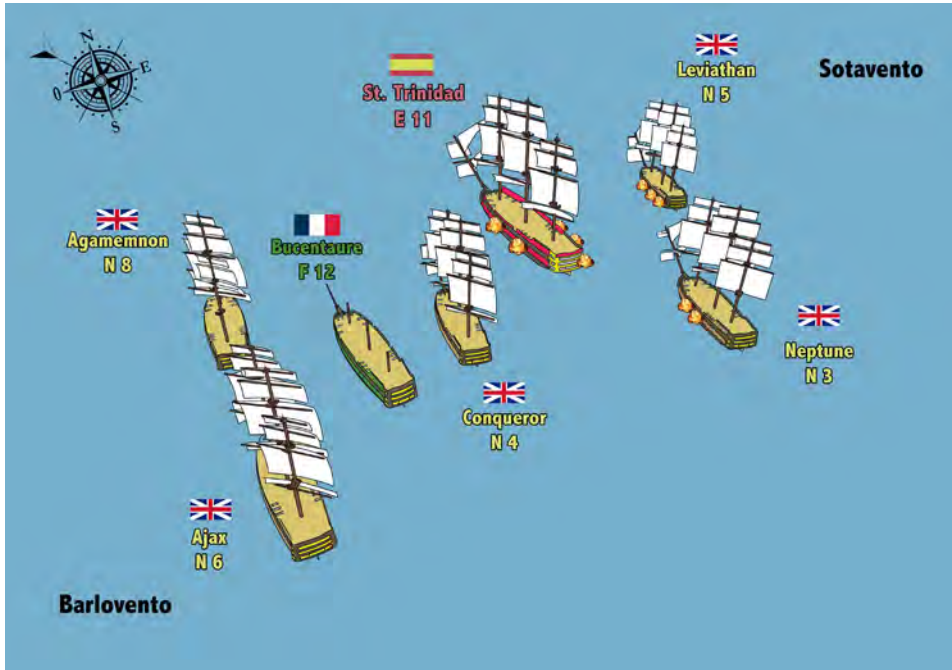 N
E
S
O
St. Trinidad
E 11
Leviathan
N 5
Sotavento
Agamemnon
N 8
Bucentaure
F 12
Neptune
N 3
Conqueror
N 4
Ajax
N 6
Barlovento